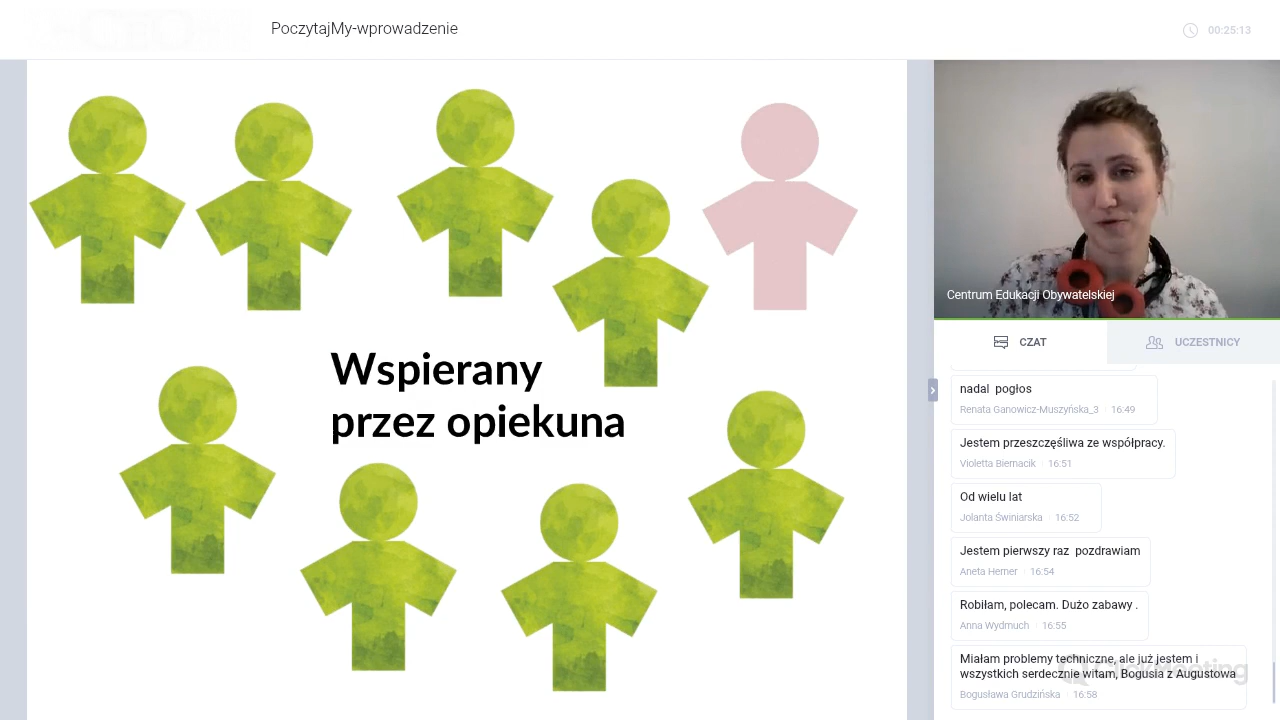 PoczytajMy-wprowadzenie
00:25:13
Wspierany
przez opiekuna
Centrum Edukacji Obywatelskiej
CZAT
UCZESTNICY
nadal pogłos
Renata Ganowicz-Muszyńska_3 16:49
Jestem przeszczęśliwa ze współpracy.
Violetta Biernacik 16:51
Od wielu lat
Jolanta Świniarska 16:52
Jestem pierwszy raz pozdrawiam
Aneta Herner 16:54
Robiłam, polecam. Dużo zabawy .
Anna Wydmuch 16:55
Miałam problemy techniczne, ale już jestem i
wszystkich serdecznie witam, Bogusia z Augustowa
Bogusława Grudzińska 16:58
ClickMeeting